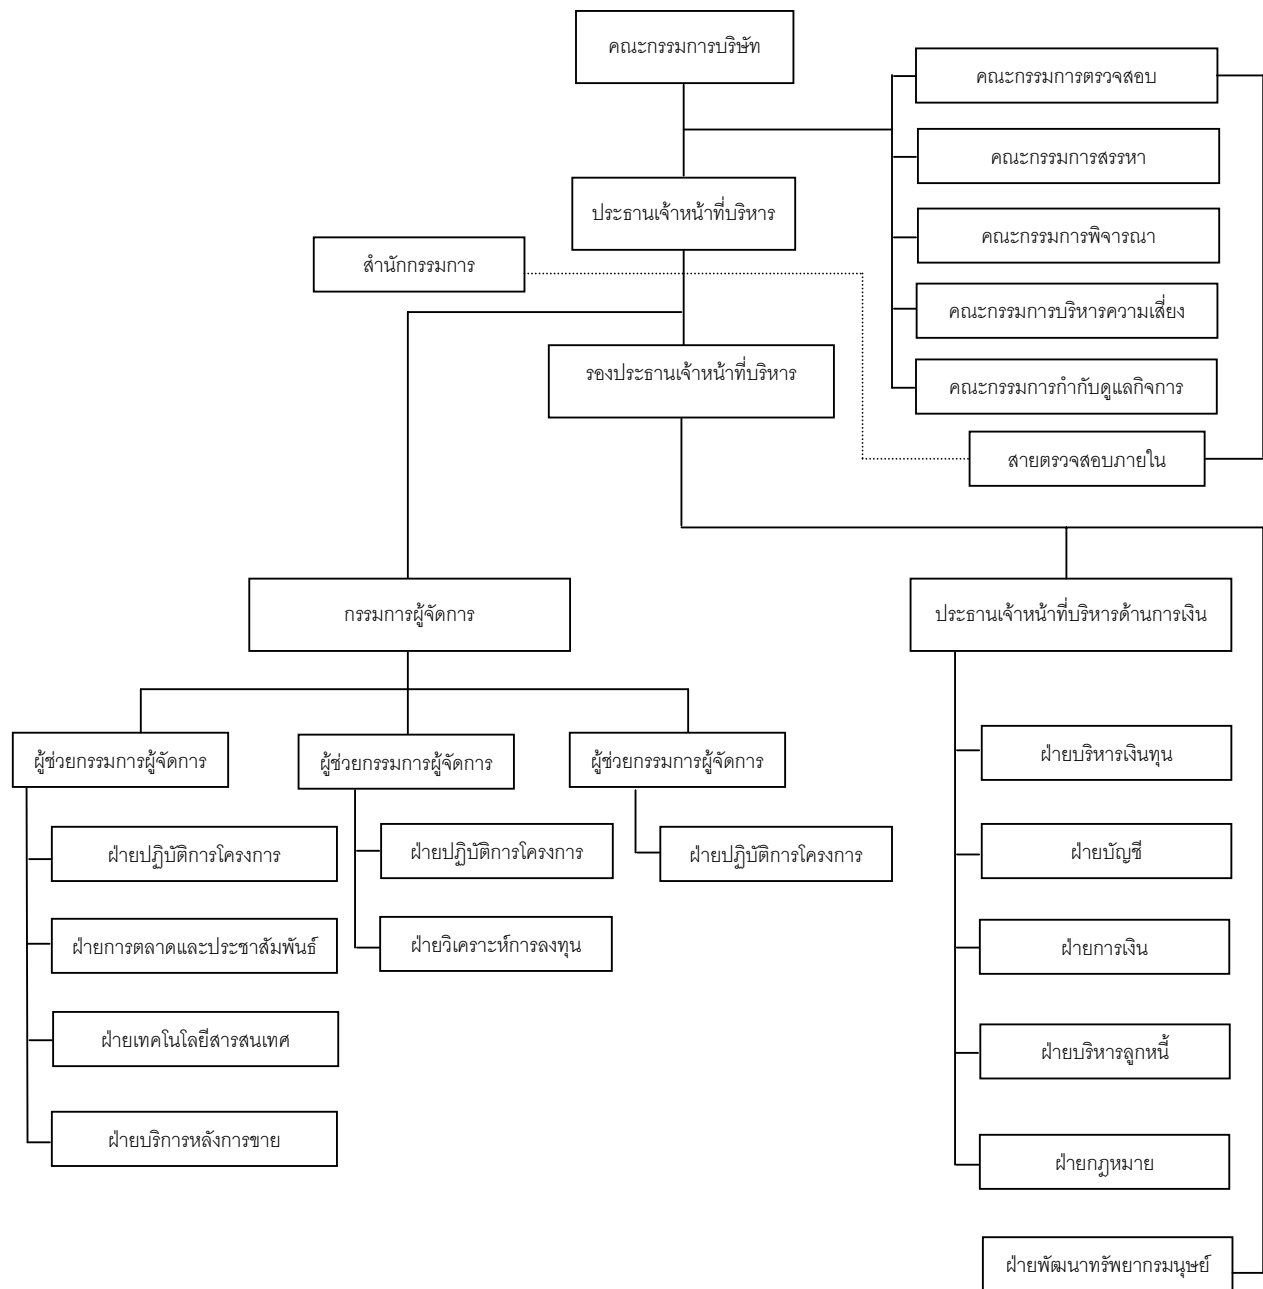 คณะกรรมการบริษัท
คณะกรรมการตรวจสอบ
คณะกรรมการสรรหา
ประธานเจ้าหน้าที่บริหาร
คณะกรรมการพิจารณา
สำนักกรรมการ
คณะกรรมการบริหารความเสี่ยง
รองประธานเจ้าหน้าที่บริหาร
คณะกรรมการกำกับดูแลกิจการ
สายตรวจสอบภายใน
กรรมการผู้จัดการ
ประธานเจ้าหน้าที่บริหารด้านการเงิน
ผู้ช่วยกรรมการผู้จัดการ
ผู้ช่วยกรรมการผู้จัดการ
ผู้ช่วยกรรมการผู้จัดการ
ฝ่ายปฏิบัติการโครงการ
ฝ่ายการตลาดและประชาสัมพันธ์
ฝ่ายเทคโนโลยีสารสนเทศ
ฝ่ายบริการหลังการขาย
ฝ่ายปฏิบัติการโครงการ
ฝ่ายวิเคราะห์การลงทุน
ฝ่ายปฏิบัติการโครงการ
ฝ่ายบริหารเงินทุน
ฝ่ายบัญชี
ฝ่ายการเงิน
ฝ่ายบริหารลูกหนี้
ฝ่ายกฎหมาย
ฝ่ายพัฒนาทรัพยากรมนุษย์